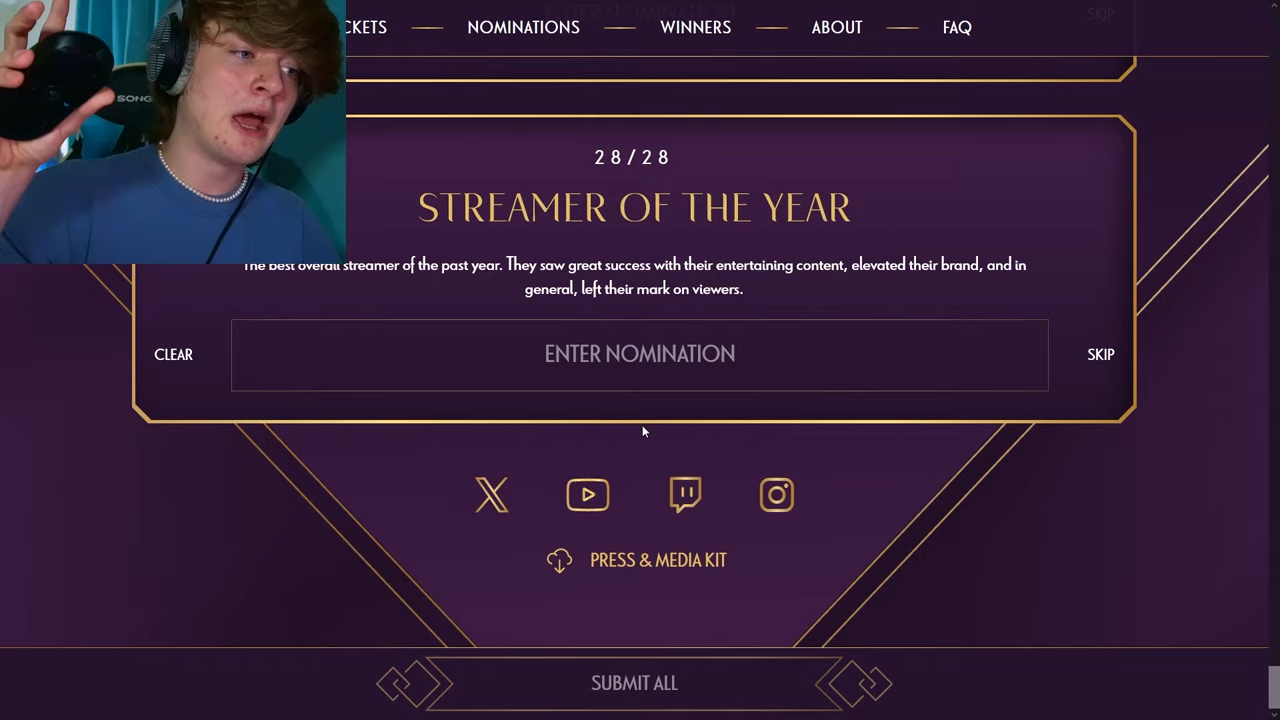 NOMINATIONS WINNERS ABOUT FAQ
SKIP
SONG
28/28
STREAMER OF THE YEAR
The best overall streamer of the past year. They saw great success with their entertaining content, elevated their brand, and in
general, left their mark on viewers.
CLEAR ENTER NOMINATION SKIP
PRESS & MEDIA KIT
SUBMIT ALL